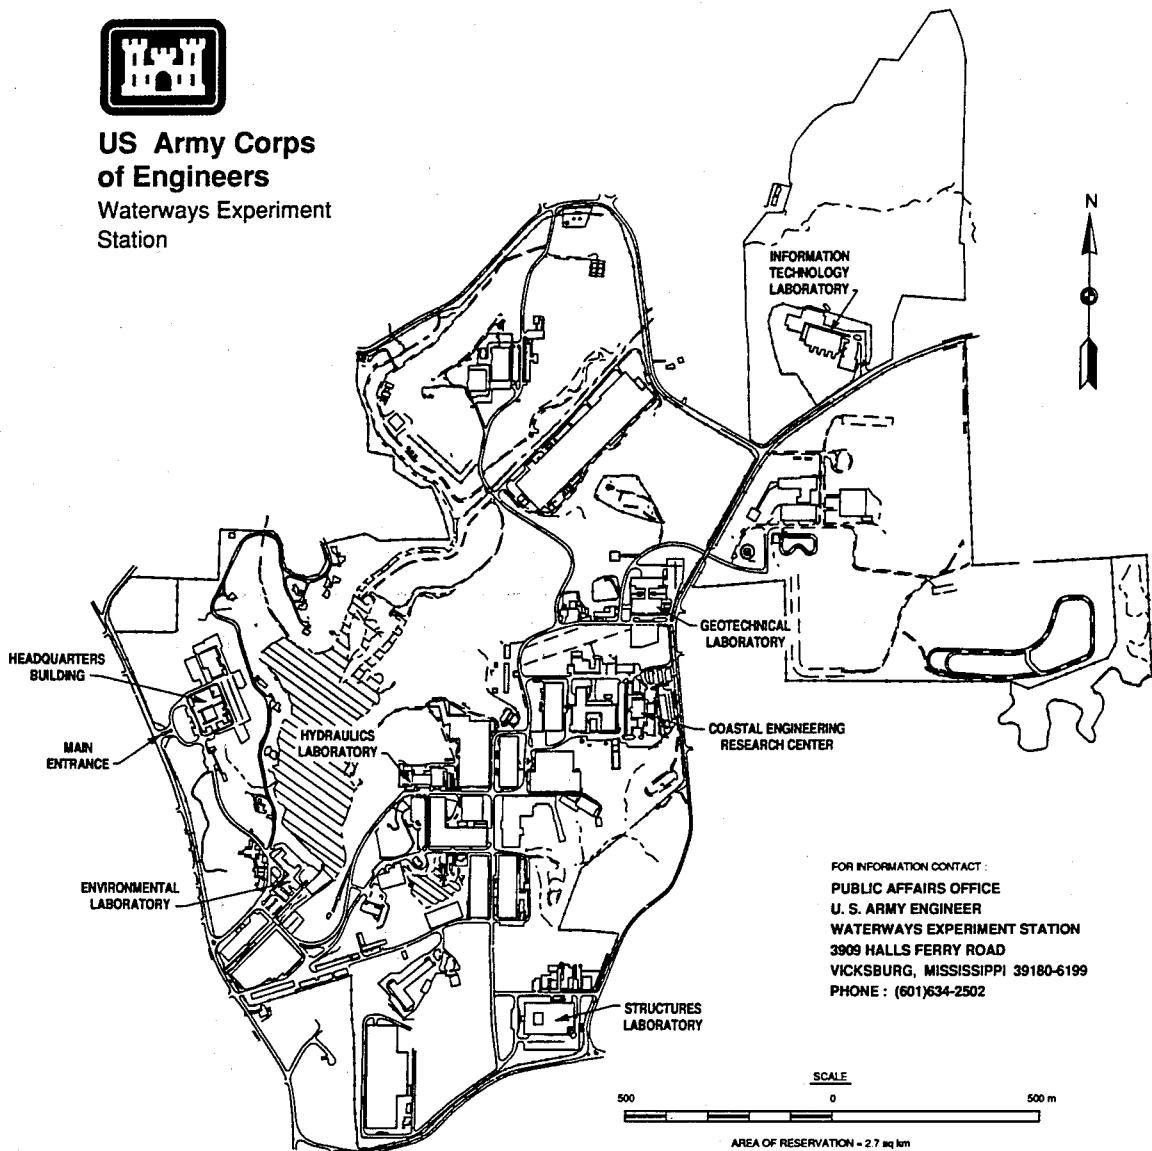 US Army Corps
of Engineers
Waterways Experiment
Station
N
INFORMATION
TECHNOLOGY
LABORATORY
GEOTECHNICAL
LABORATORY
HEADQUARTERS
BUILDING
MAIN
ENTRANCE
HYDRAULICS
LABORATORY
COASTAL ENGINEERING
RESEARCH CENTER
ENVIRONMENTAL
LABORATORY
STRUCTURES
LABORATORY
FOR INFORMATION CONTACT :
PUBLIC AFFAIRS OFFICE
U. S. ARMY ENGINEER
WATERWAYS EXPERIMENT STATION
3909 HALLS FERRY ROAD
VICKSBURG, MISSISSIPPI 39180-6199
PHONE : (601)634-2502
SCALE
500 0 500 m
AREA OF RESERVATION = 2.7 sq km